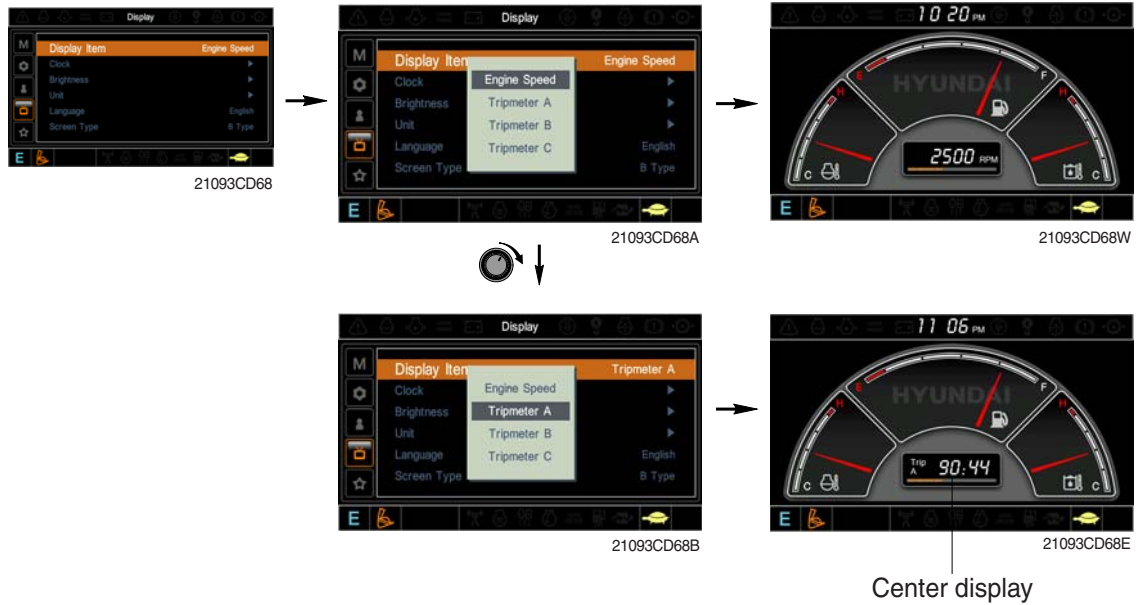 Display
M
Display Item Engine Speed
Clock
Brightness
Unit
Language English
Screen Type B Type
E
21093CD68
Display
M
Display Item Engine Speed
Clock
Engine Speed
Brightness
Tripmeter A
Unit
Tripmeter B
Language English
Tripmeter C
Screen Type B Type
E
21093CD68A
10 20 PM
E F
HYUNDAI
H H
2500 RPM
C C
E
21093CD68W
Display
M
Display Item Tripmeter A
Clock
Engine Speed
Brightness
Tripmeter A
Unit
Tripmeter B
Language English
Tripmeter C
Screen Type B Type
E
21093CD68B
11 06 PM
E F
HYUNDAI
H H
Trip A 90:44
C C
E
21093CD68E
Center display